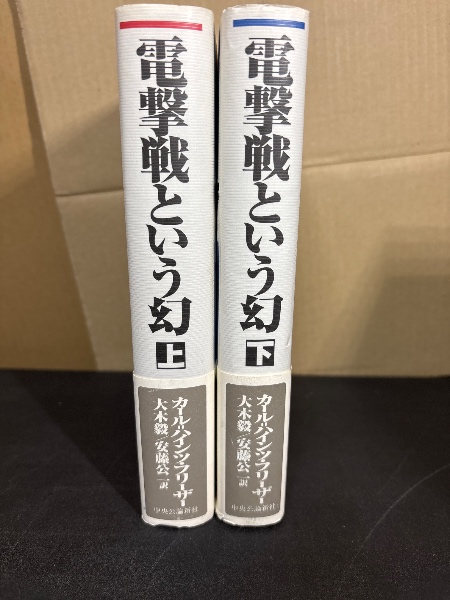 電撃戦という幻 上
カール=ハインツ・フリーザー
大木毅/安藤公一 訳
中央公論新社
電撃戦という幻 下
カール=ハインツ・フリーザー
大木毅/安藤公一 訳
中央公論新社